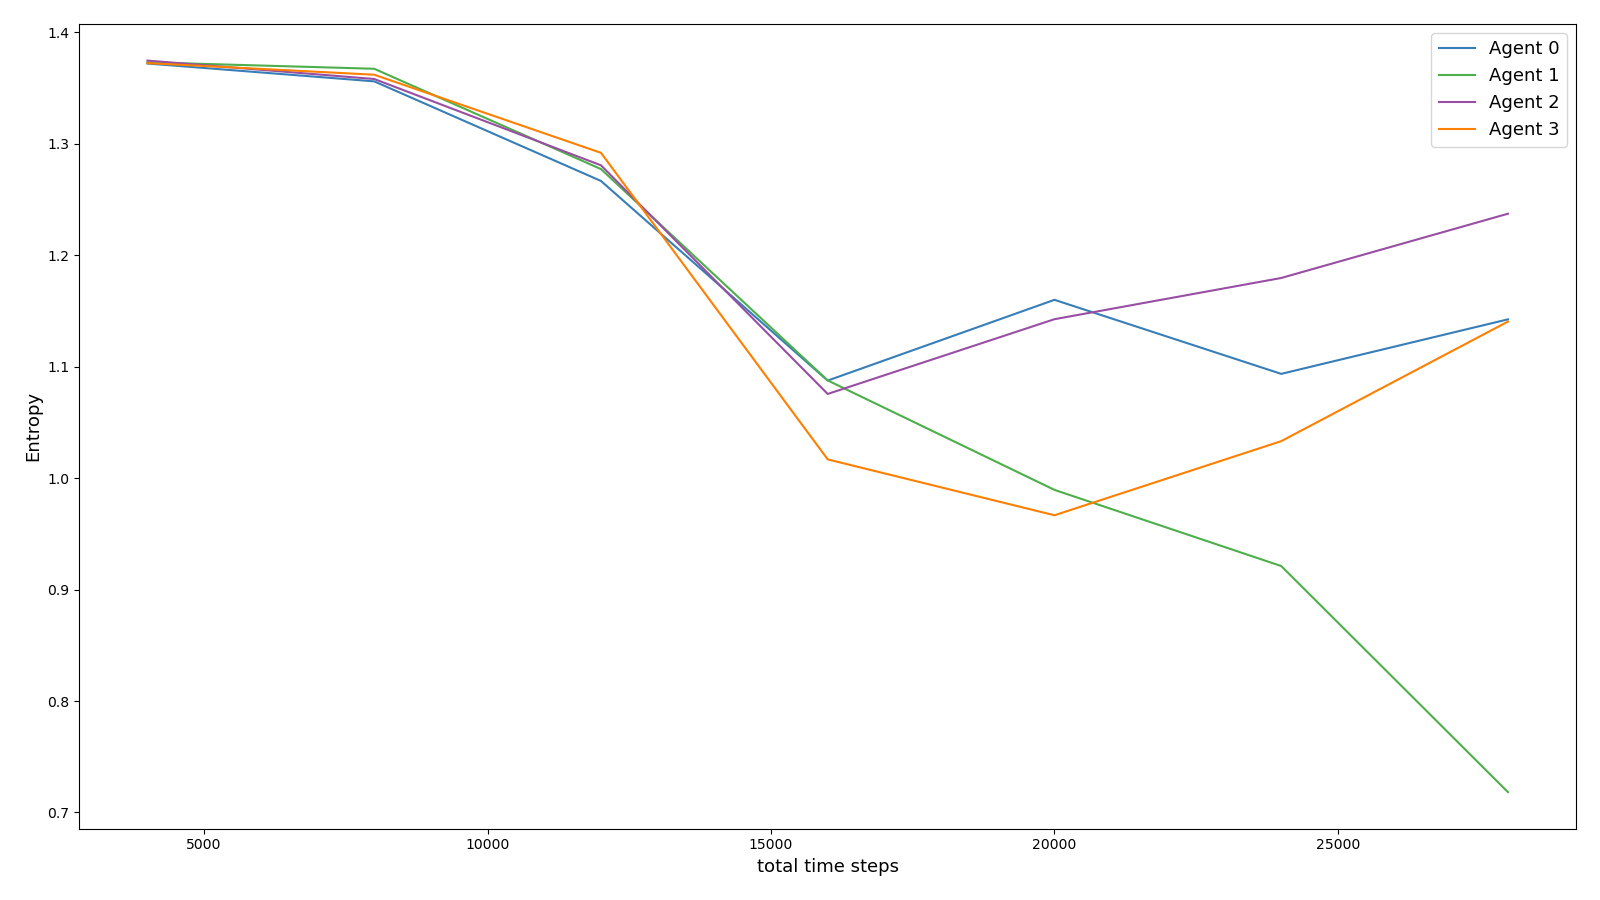 1.4
1.3
1.2
1.1
1.0
0.9
0.8
0.7
Entropy
5000
10000
15000
20000
25000
total time steps
Agent 0
Agent 1
Agent 2
Agent 3